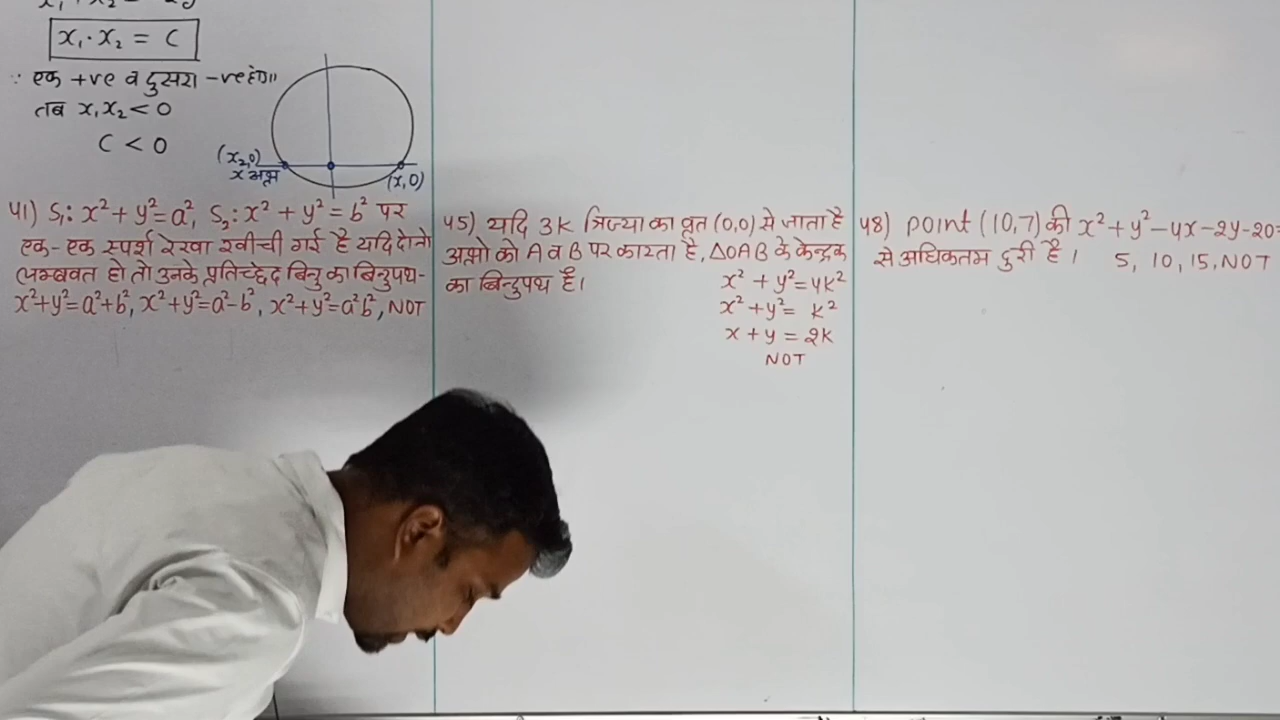 x₁·x₂ = C
∵ एक +ve व दुसरा -ve होगा
तब x₁x₂ < 0
C < 0
(x₂,0)
x अक्ष
(x,0)
41) S₁: x² + y² = a², S₂: x² + y² = b² पर
एक-एक स्पर्श रेखा खींची गई है यदि दोनो
लम्बवत हो तो उनके प्रतिच्छेद बिन्दु का बिन्दुपथ-
x²+y²=a²+b², x²+y²=a²-b², x²+y²=a²b², NOT
45) यदि 3K त्रिज्या का वृत (0,0) से जाता है
अक्षो को A व B पर काटता है, ΔOAB के केन्द्रक
का बिन्दुपथ है।
x² + y² = 4K²
x² + y² = K²
x + y = 2K
NOT
48) point (10,7) की x² + y² - 4x - 2y - 20=
से अधिकतम दुरी है। 5, 10, 15, NOT